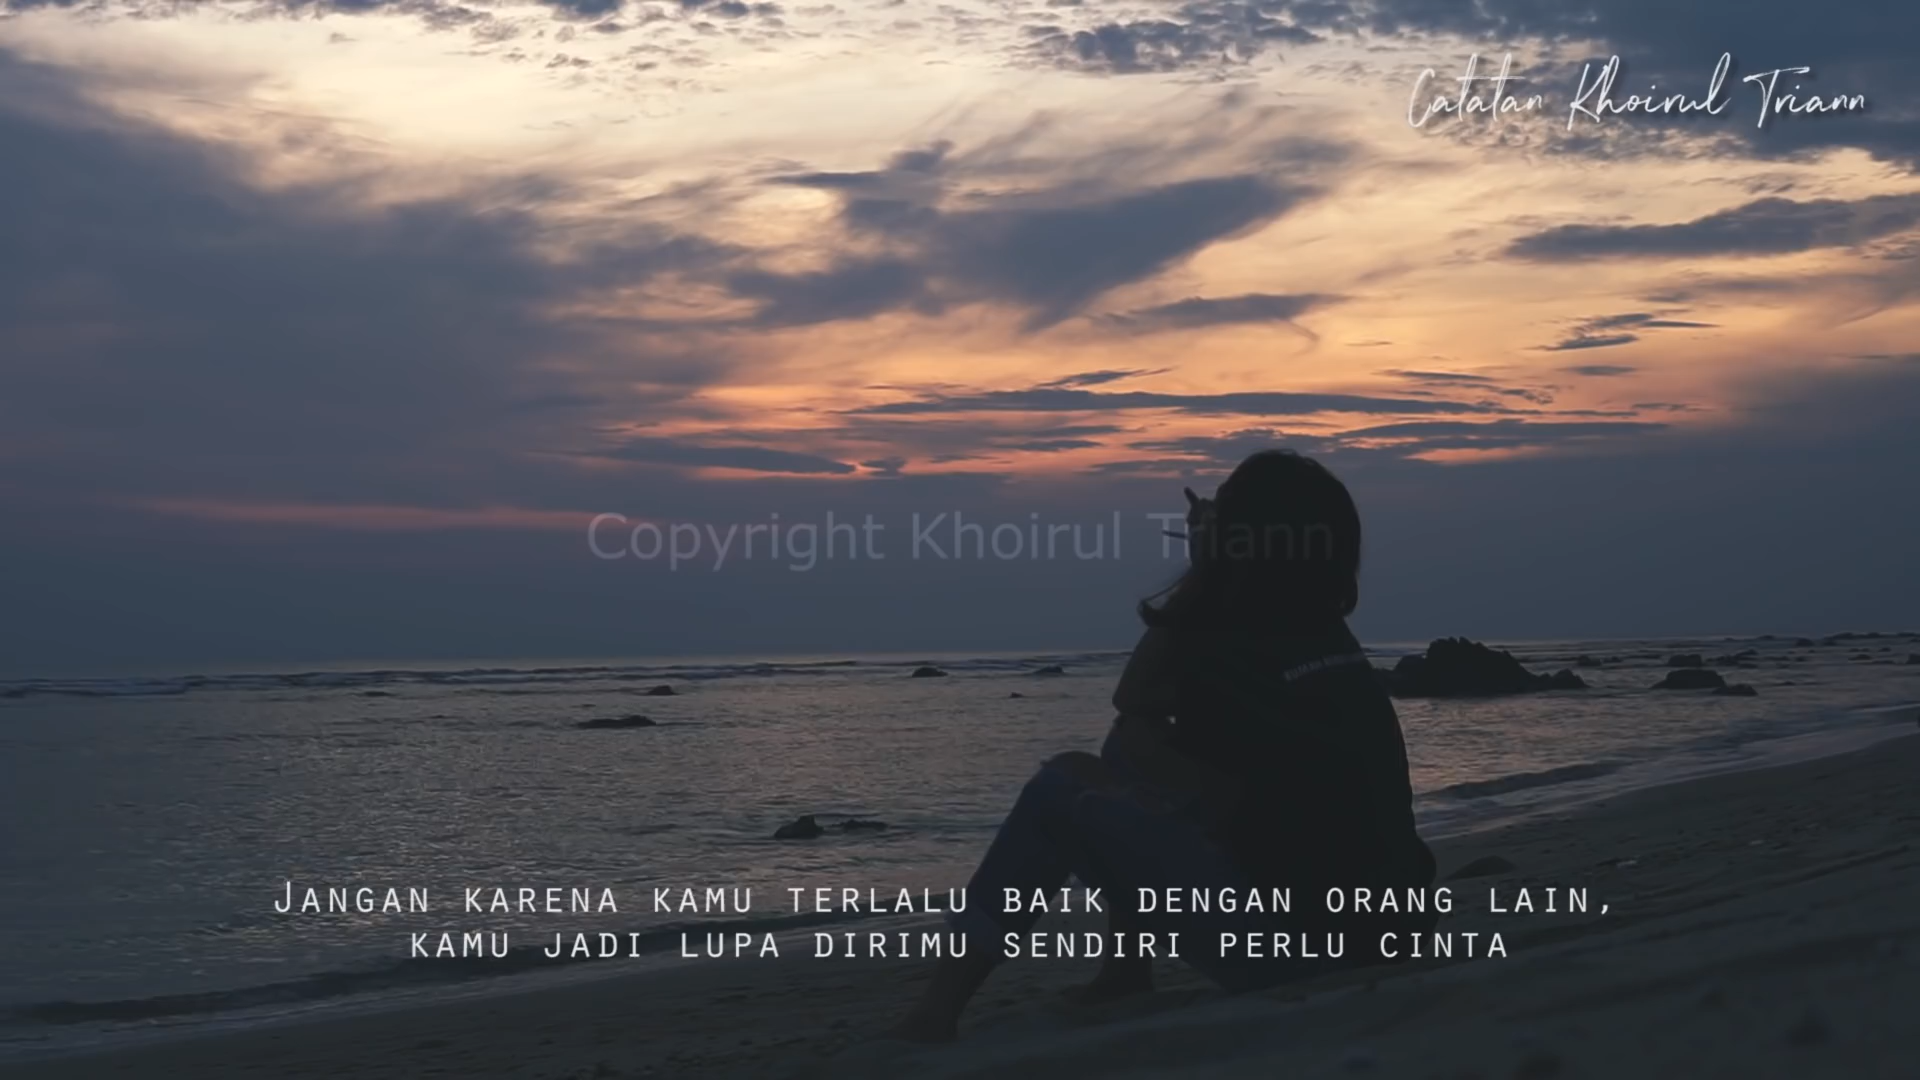 Catatan Khoirul Triann
Copyright Khoirul Triann
JANGAN KARENA KAMU TERLALU BAIK DENGAN ORANG LAIN,
KAMU JADI LUPA DIRIMU SENDIRI PERLU CINTA